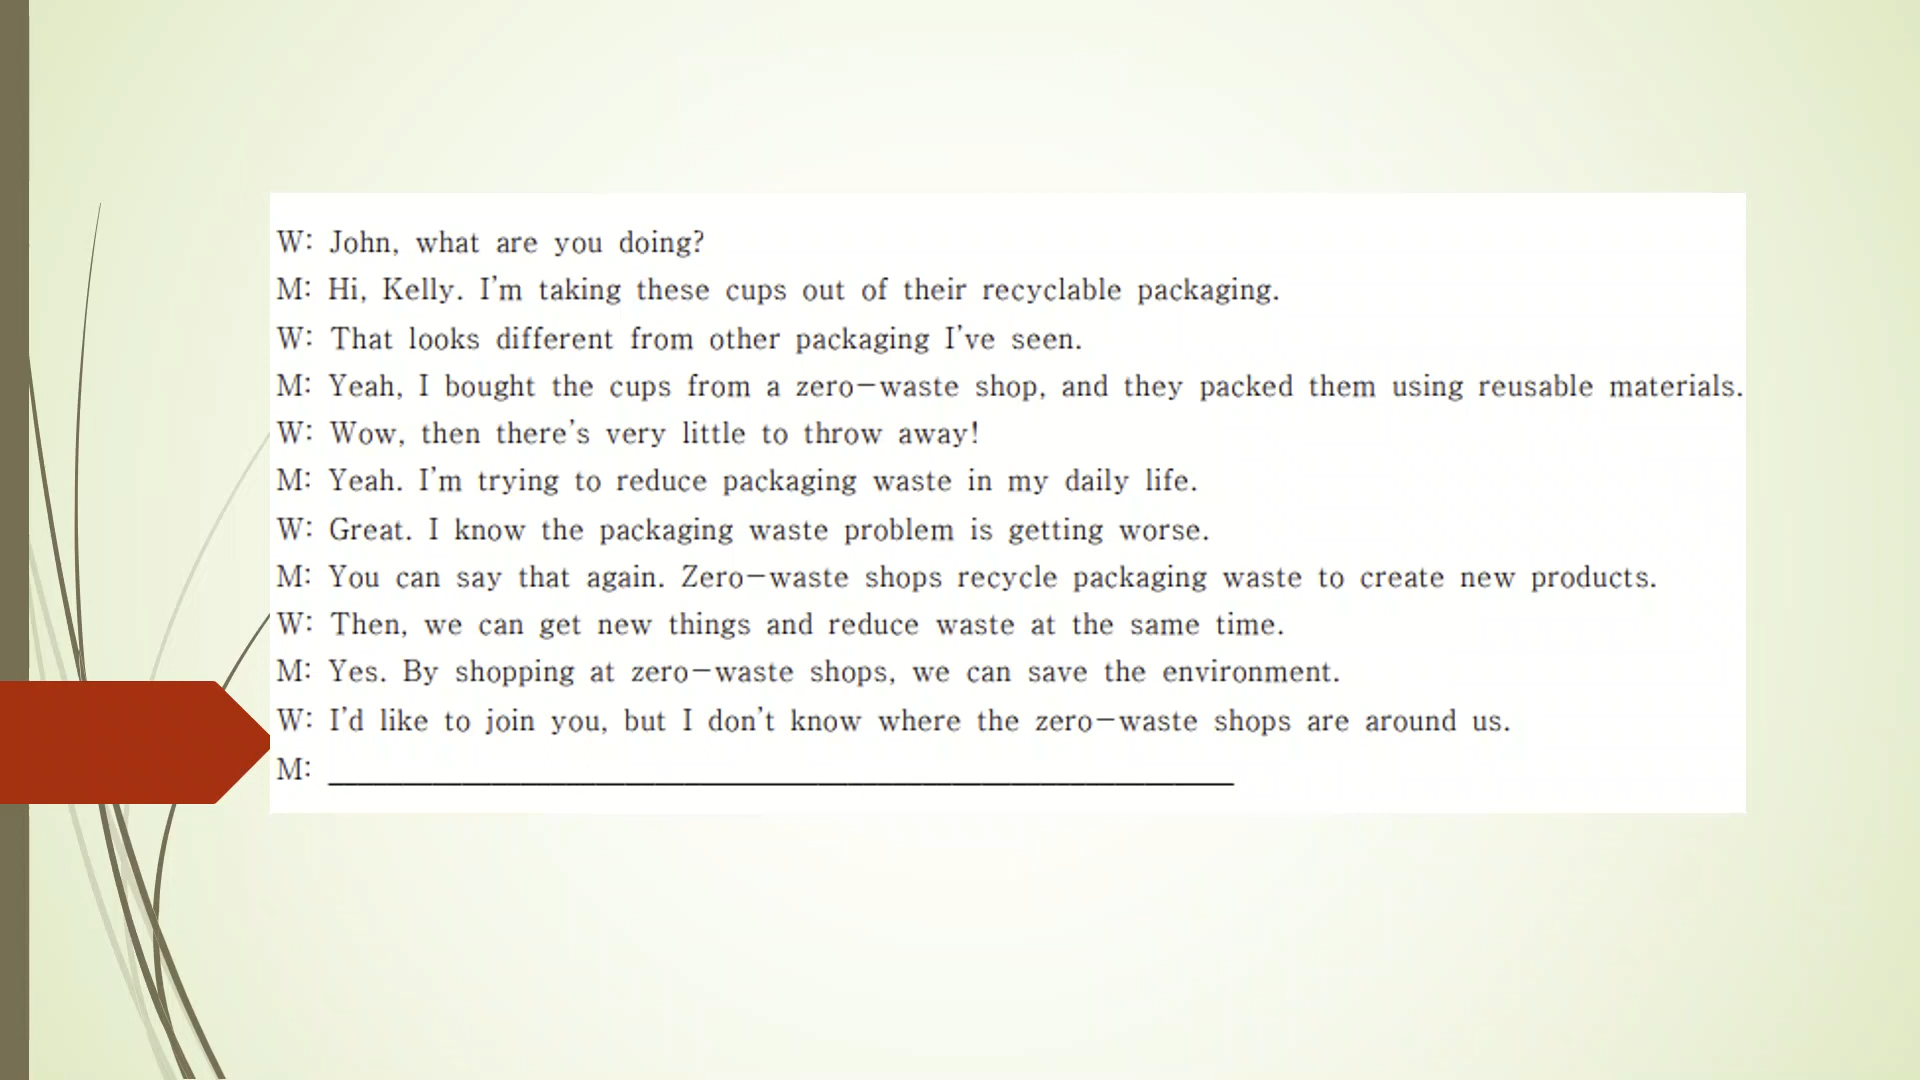 W: John, what are you doing?
M: Hi, Kelly. I'm taking these cups out of their recyclable packaging.
W: That looks different from other packaging I've seen.
M: Yeah, I bought the cups from a zero-waste shop, and they packed them using reusable materials.
W: Wow, then there's very little to throw away!
M: Yeah. I'm trying to reduce packaging waste in my daily life.
W: Great. I know the packaging waste problem is getting worse.
M: You can say that again. Zero-waste shops recycle packaging waste to create new products.
W: Then, we can get new things and reduce waste at the same time.
M: Yes. By shopping at zero-waste shops, we can save the environment.
W: I'd like to join you, but I don't know where the zero-waste shops are around us.
M: ______________________________